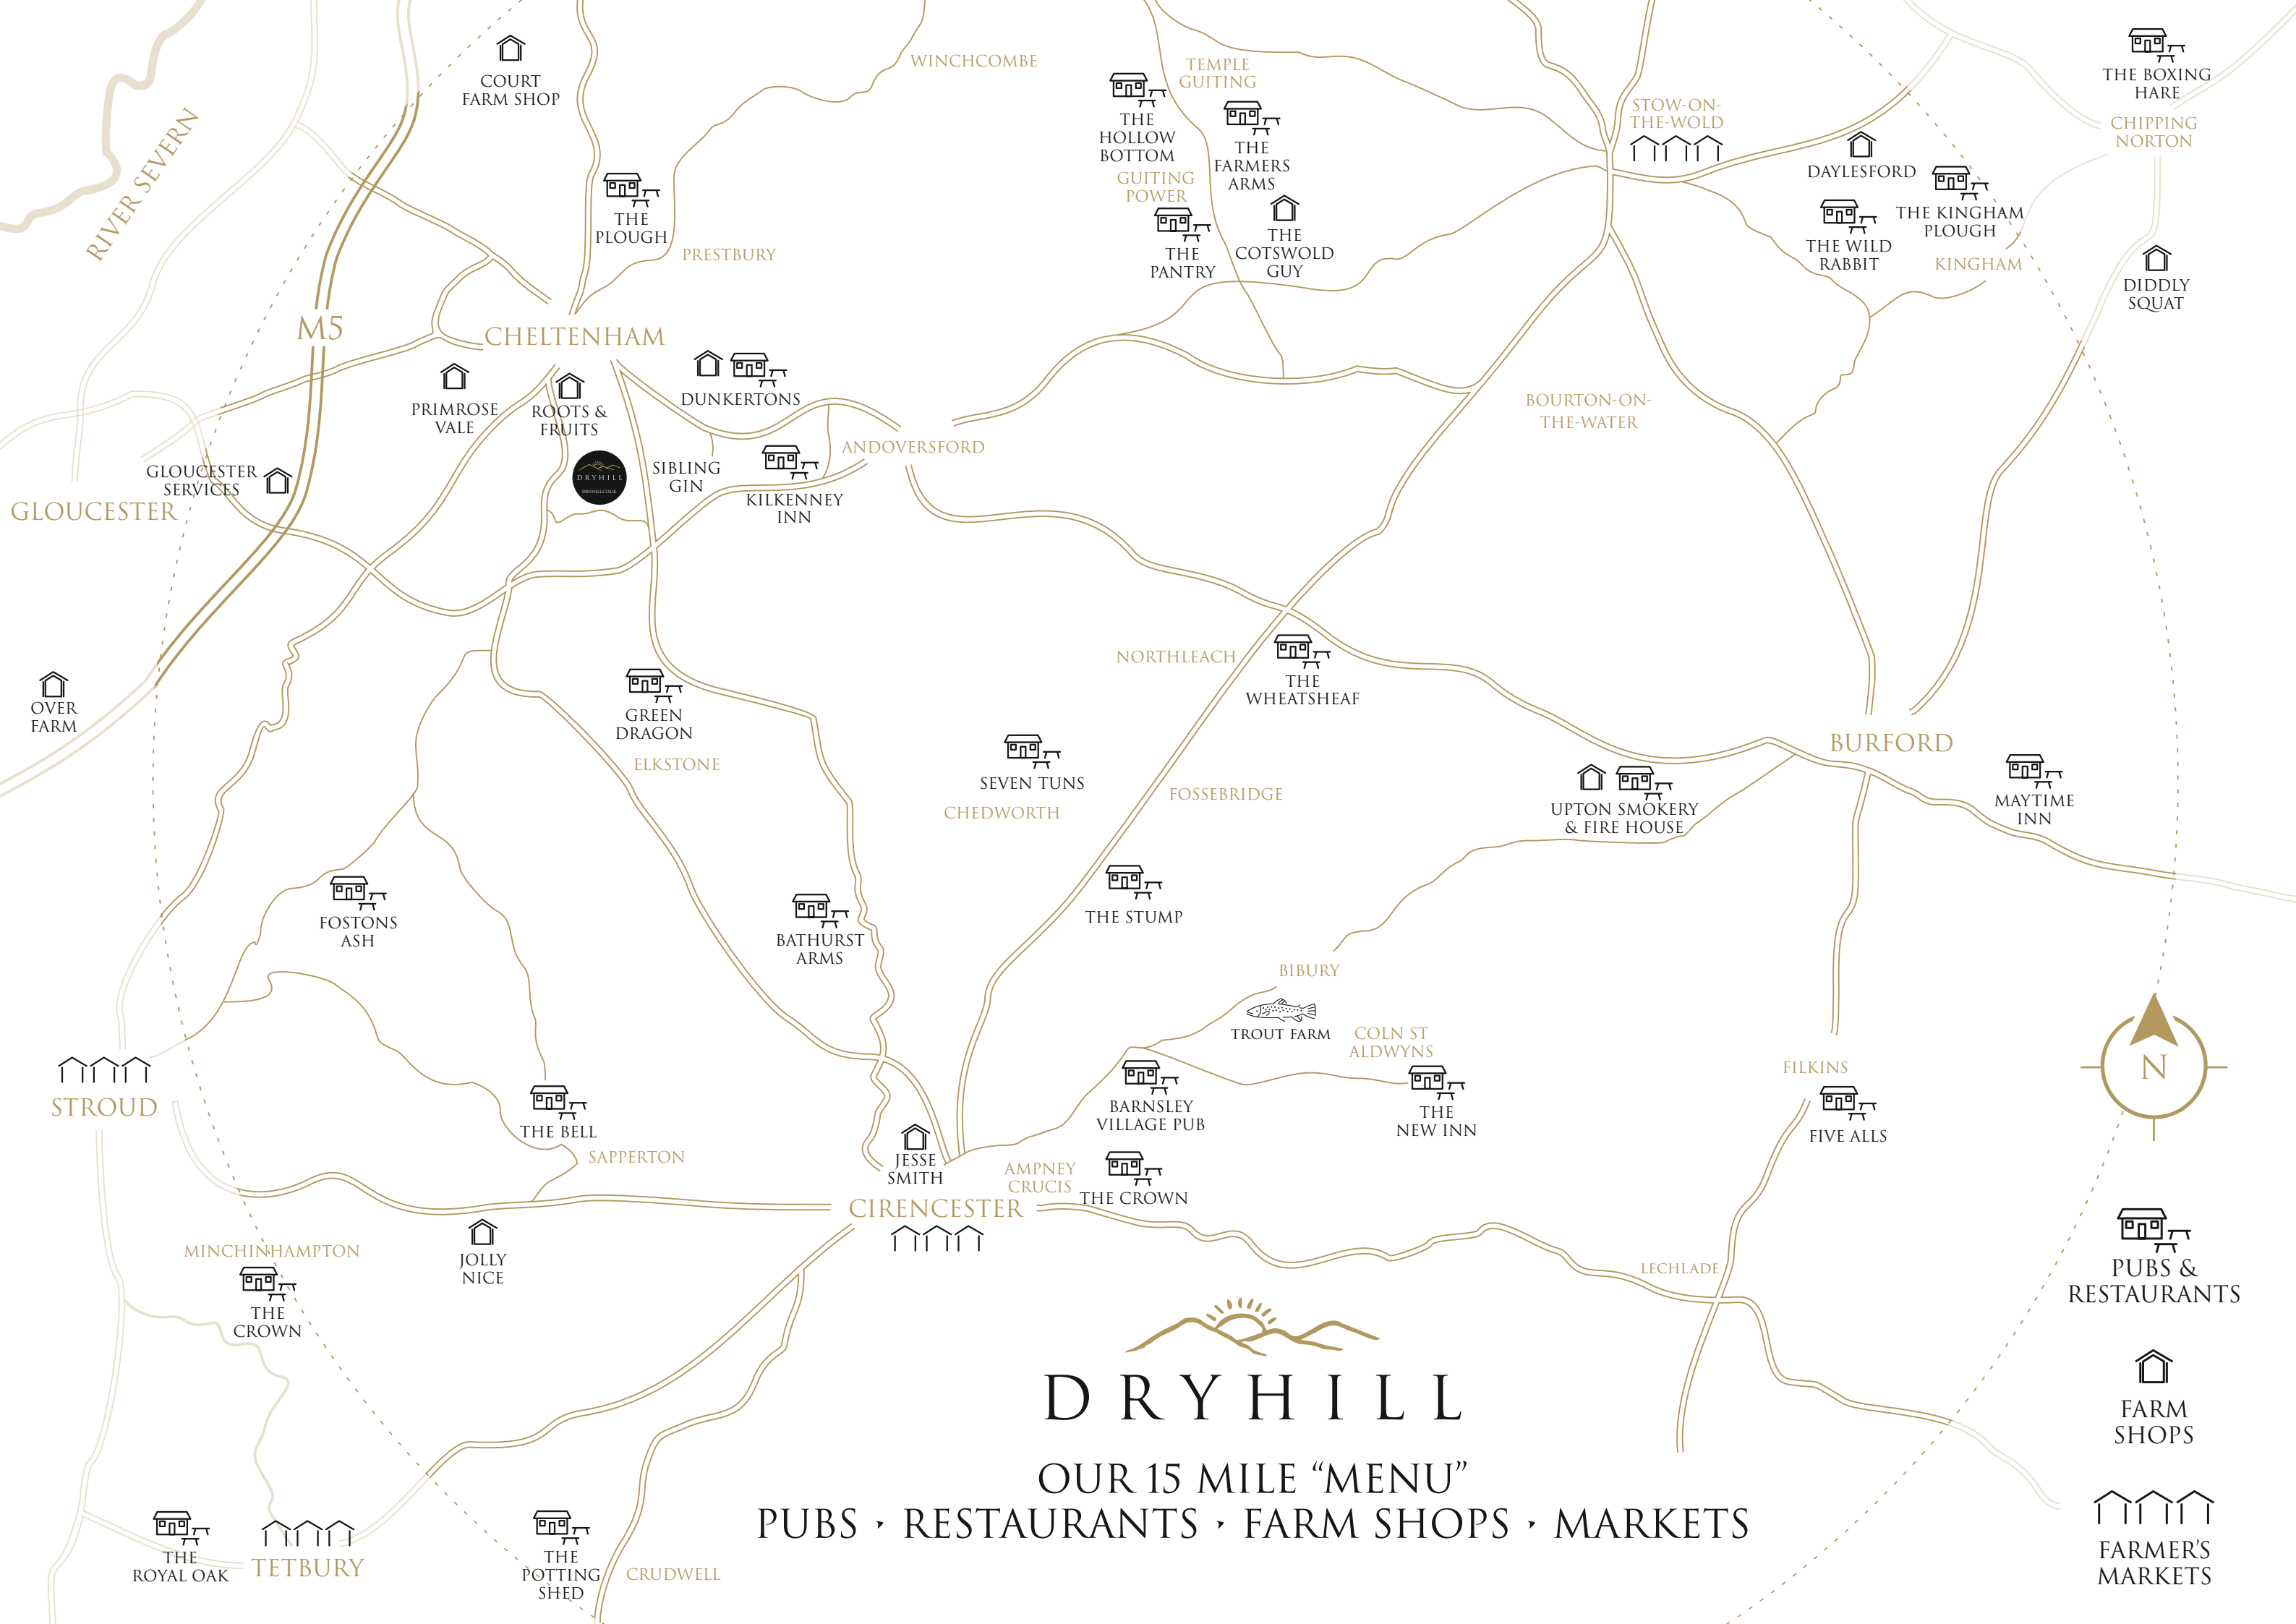 COURT
FARM SHOP
WINCHCOMBE
TEMPLE
GUITING
THE
HOLLOW
BOTTOM
THE
FARMERS
ARMS
GUITING
POWER
THE
PANTRY
THE
COTSWOLD
GUY
STOW-ON-
THE-WOLD
DAYLESFORD
THE KINGHAM
PLOUGH
THE WILD
RABBIT
KINGHAM
THE BOXING
HARE
CHIPPING
NORTON
DIDDLY
SQUAT
RIVER SEVERN
THE
PLOUGH
PRESTBURY
M5
CHELTENHAM
PRIMROSE
VALE
ROOTS &
FRUITS
DUNKERTONS
BOURTON-ON-
THE-WATER
ANDOVERSFORD
GLOUCESTER
SERVICES
GLOUCESTER
DRYHILL
DRYHILL.CO.UK
SIBLING
GIN
KILKENNEY
INN
OVER
FARM
GREEN
DRAGON
ELKSTONE
NORTHLEACH
THE
WHEATSHEAF
SEVEN TUNS
CHEDWORTH
FOSSEBRIDGE
BURFORD
UPTON SMOKERY
& FIRE HOUSE
MAYTIME
INN
FOSTONS
ASH
BATHURST
ARMS
THE STUMP
BIBURY
TROUT FARM
COLN ST
ALDWYNS
THE
NEW INN
BARNSLEY
VILLAGE PUB
FILKINS
FIVE ALLS
N
STROUD
THE BELL
SAPPERTON
JESSE
SMITH
CIRENCESTER
AMPNEY
CRUCIS
THE CROWN
MINCHINHAMPTON
THE
CROWN
JOLLY
NICE
LECHLADE
PUBS &
RESTAURANTS
FARM
SHOPS
FARMER'S
MARKETS
DRYHILL
OUR 15 MILE “MENU”
PUBS · RESTAURANTS · FARM SHOPS · MARKETS
THE
ROYAL OAK
TETBURY
THE
POTTING
SHED
CRUDWELL